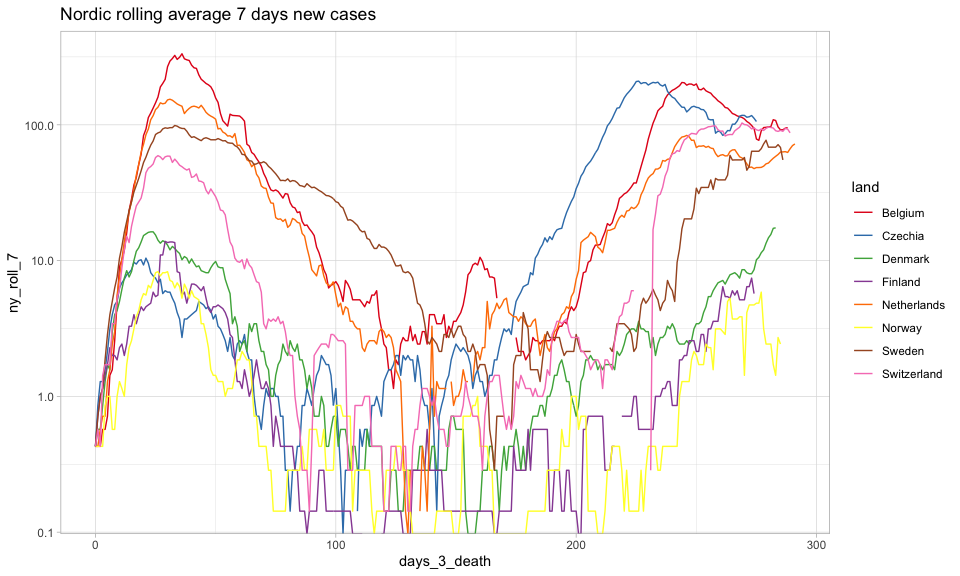 Nordic rolling average 7 days new cases
ny_roll_7
100.0
10.0
1.0
0.1
0
100
200
300
days_3_death
land
Belgium
Czechia
Denmark
Finland
Netherlands
Norway
Sweden
Switzerland